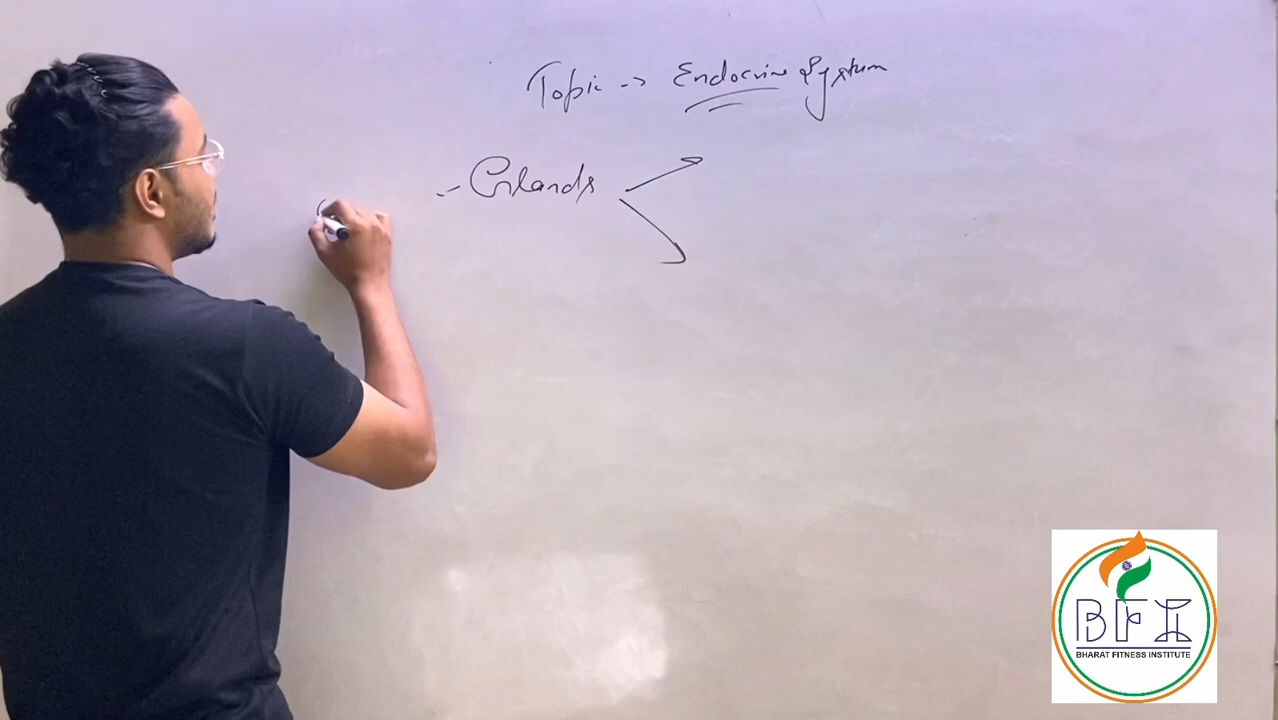 Topic -> Endocrine System
- Glands
BFI
BHARAT FITNESS INSTITUTE